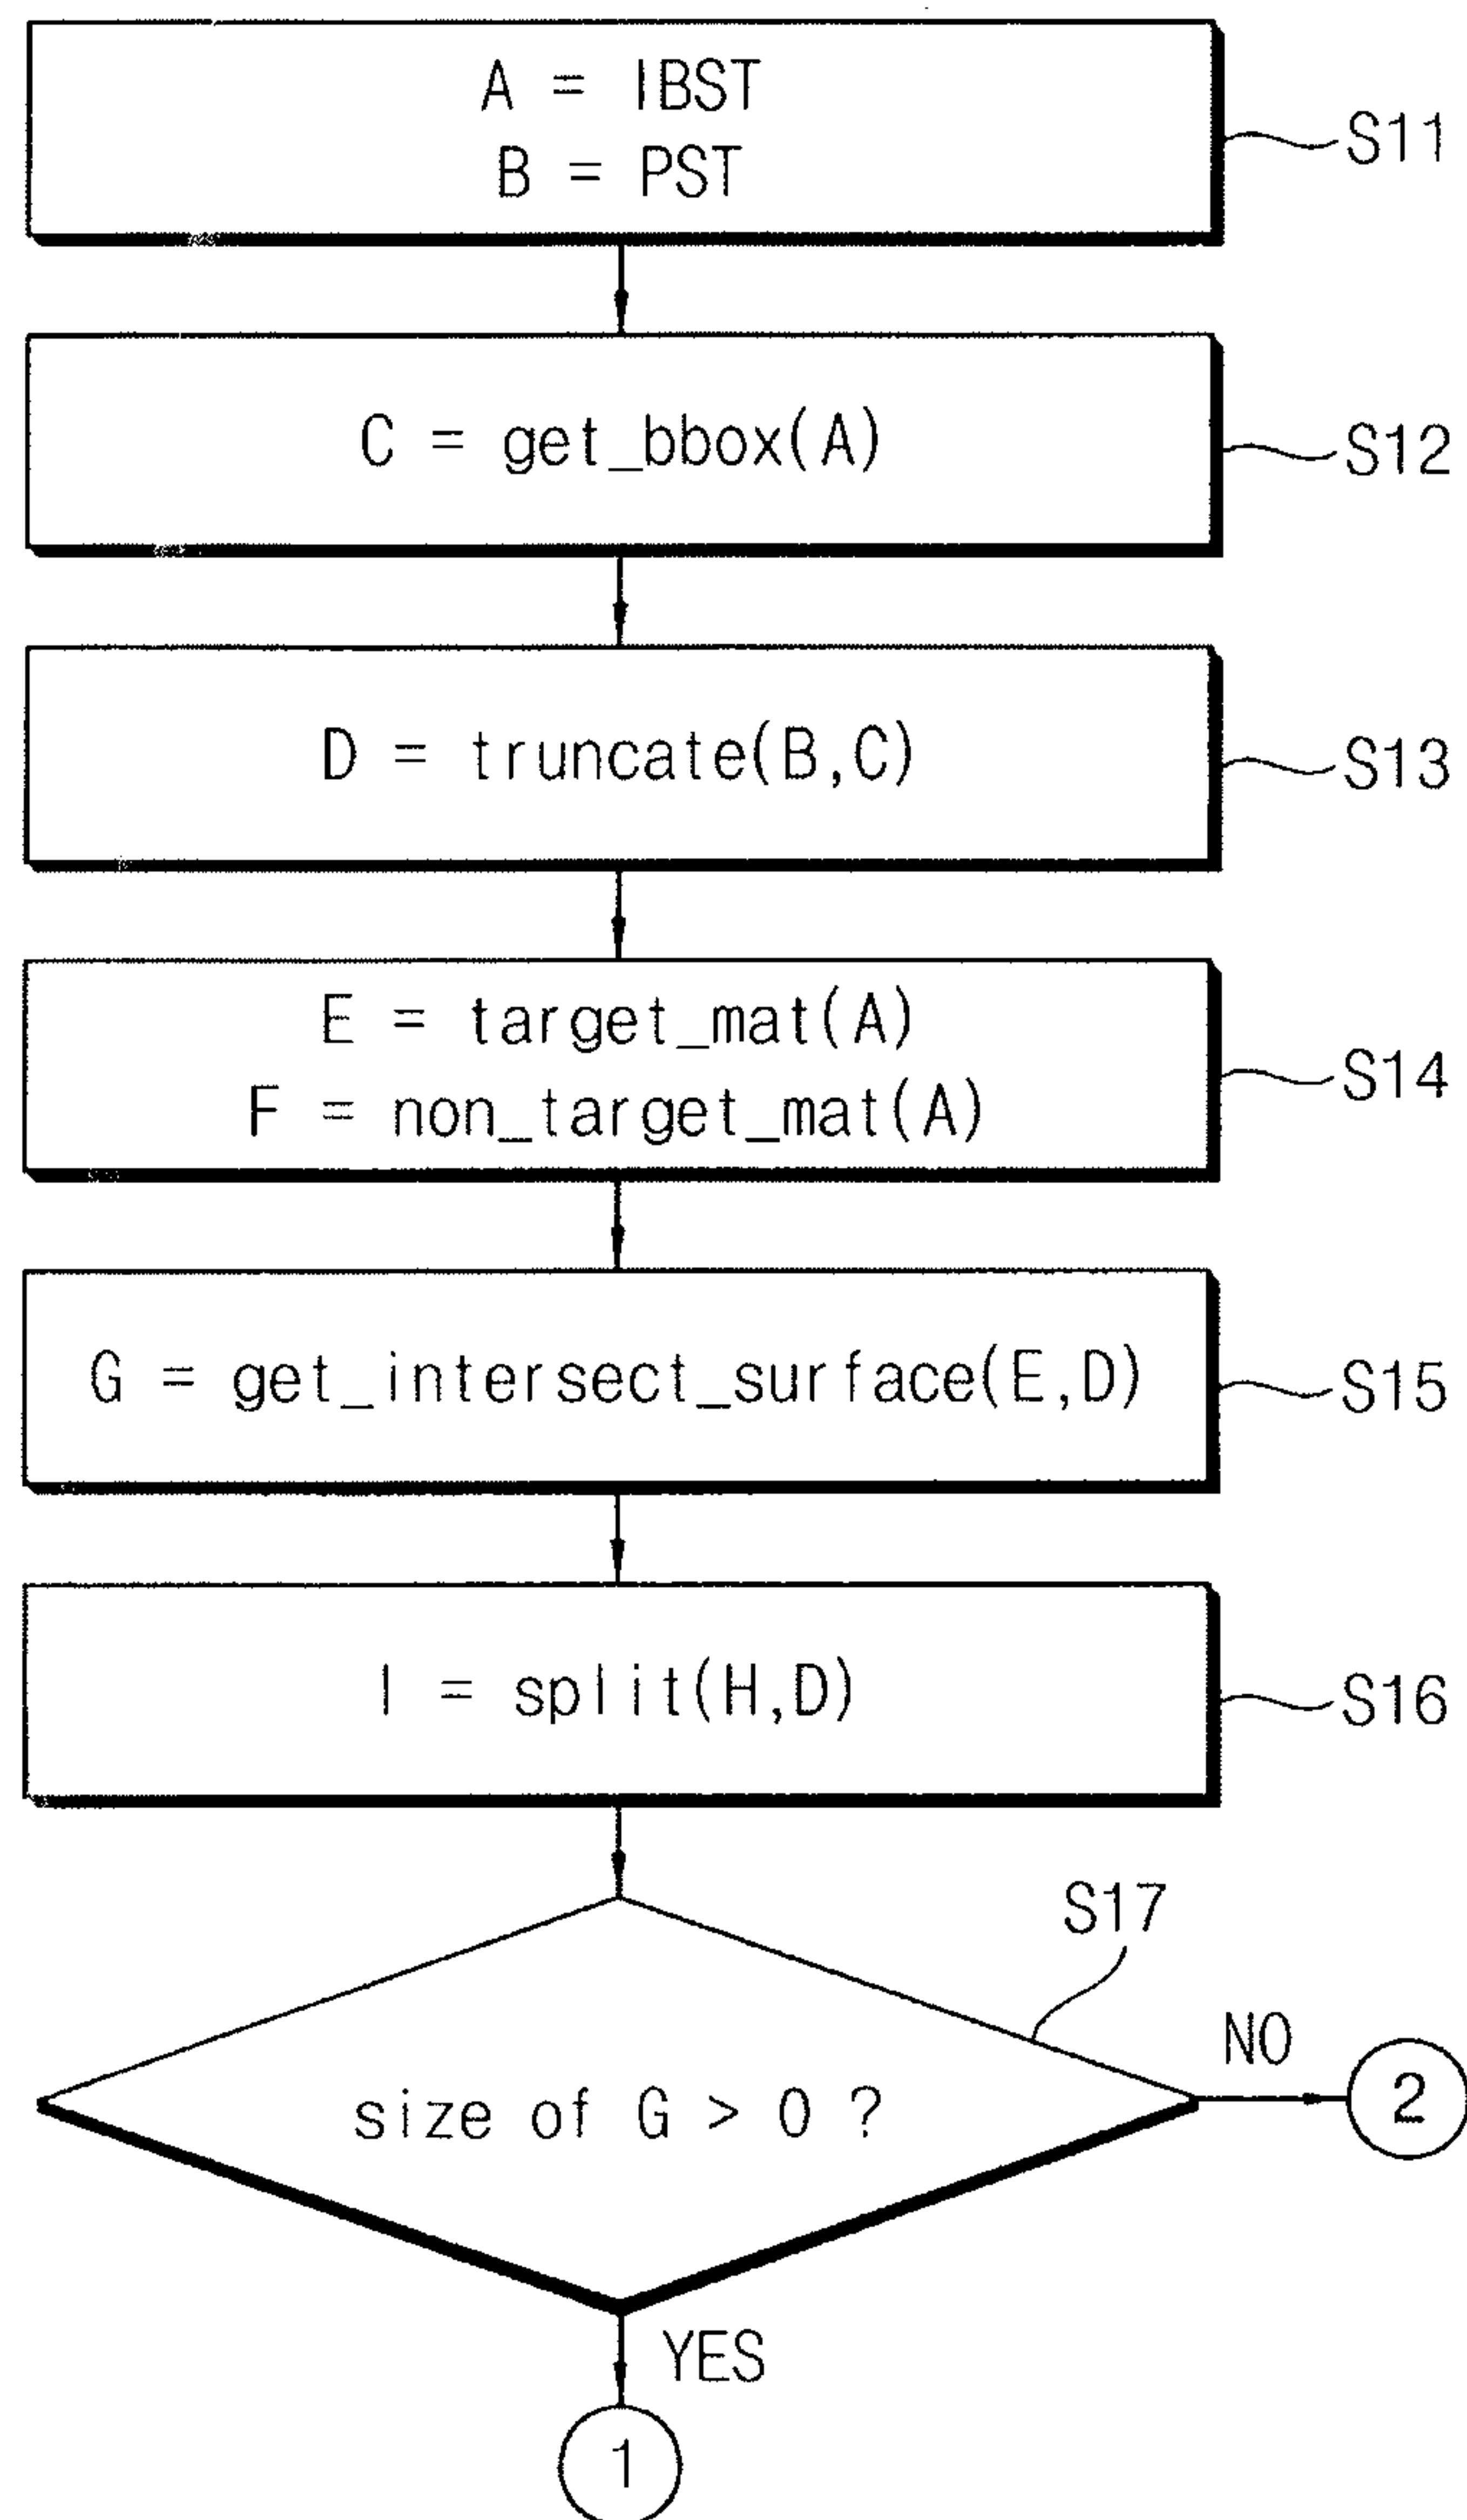 A = IBST
B = PST
S11
C = get_bbox(A)
S12
D = truncate(B,C)
S13
E = target_mat(A)
F = non_target_mat(A)
S14
G = get_intersect_surface(E,D)
S15
I = split(H,D)
S16
S17
size of G > 0 ?
NO
2
YES
1